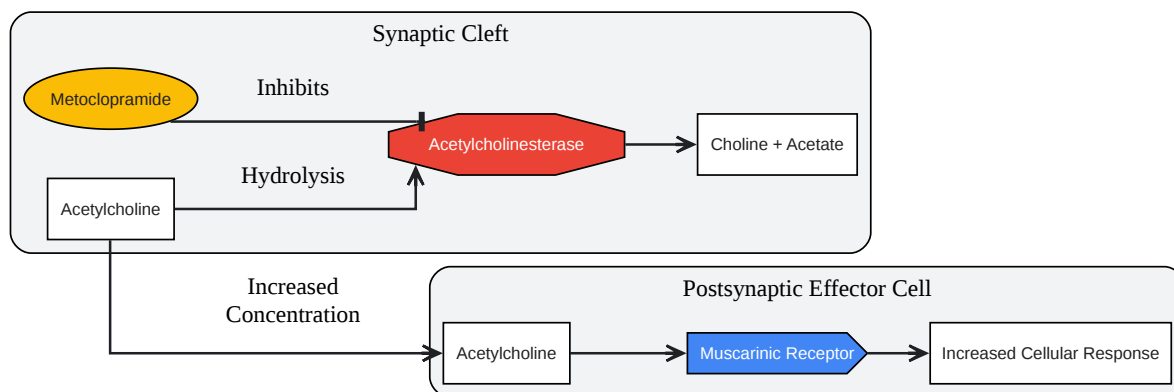 Synaptic Cleft
Inhibits
Metoclopramide
Acetylcholinesterase
Choline + Acetate
Hydrolysis
Acetylcholine
Increased
Concentration
Postsynaptic Effector Cell
Acetylcholine
Muscarinic Receptor
Increased Cellular Response